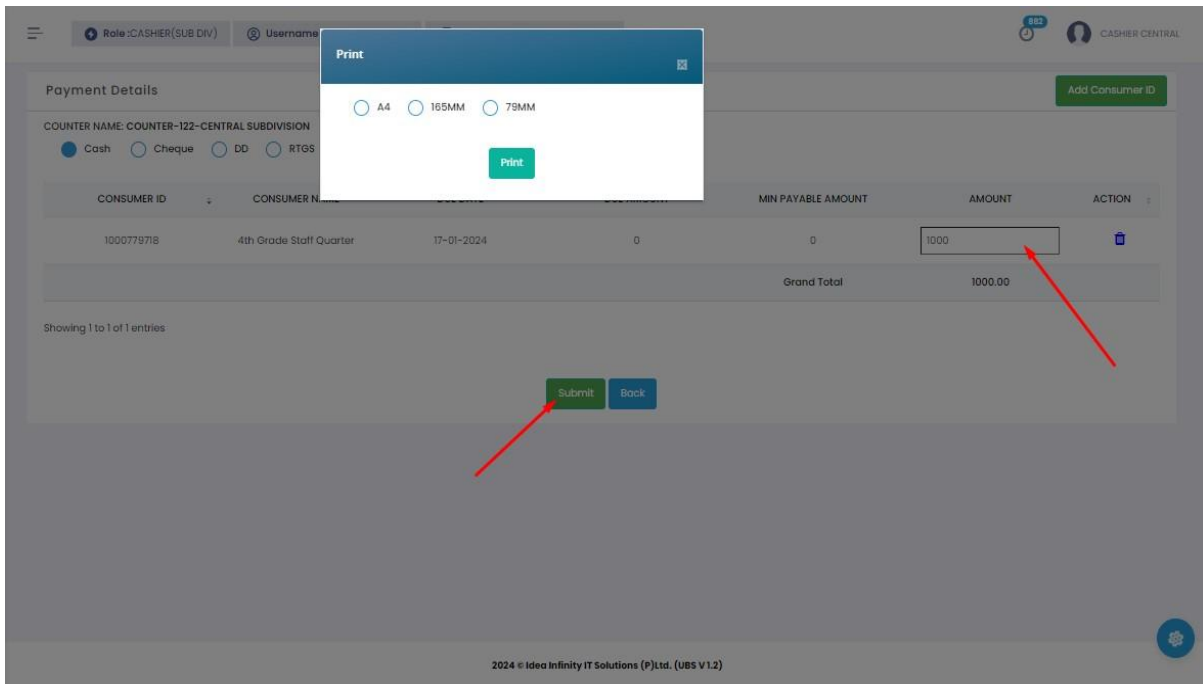 Role :CASHIER(SUB DIV) Username
882
CASHIER CENTRAL
Print
Payment Details
Add Consumer ID
A4 165MM 79MM
COUNTER NAME: COUNTER-122-CENTRAL SUBDIVISION
Cash Cheque DD RTGS
Print
CONSUMER ID CONSUMER MIN PAYABLE AMOUNT AMOUNT ACTION
1000779718 4th Grade Staff Quarter 17-01-2024 0 0 1000
Grand Total 1000.00
Showing 1 to 1 of 1 entries
Submit Back
2024 © Idea Infinity IT Solutions (P)Ltd. (UBS V 1.2)